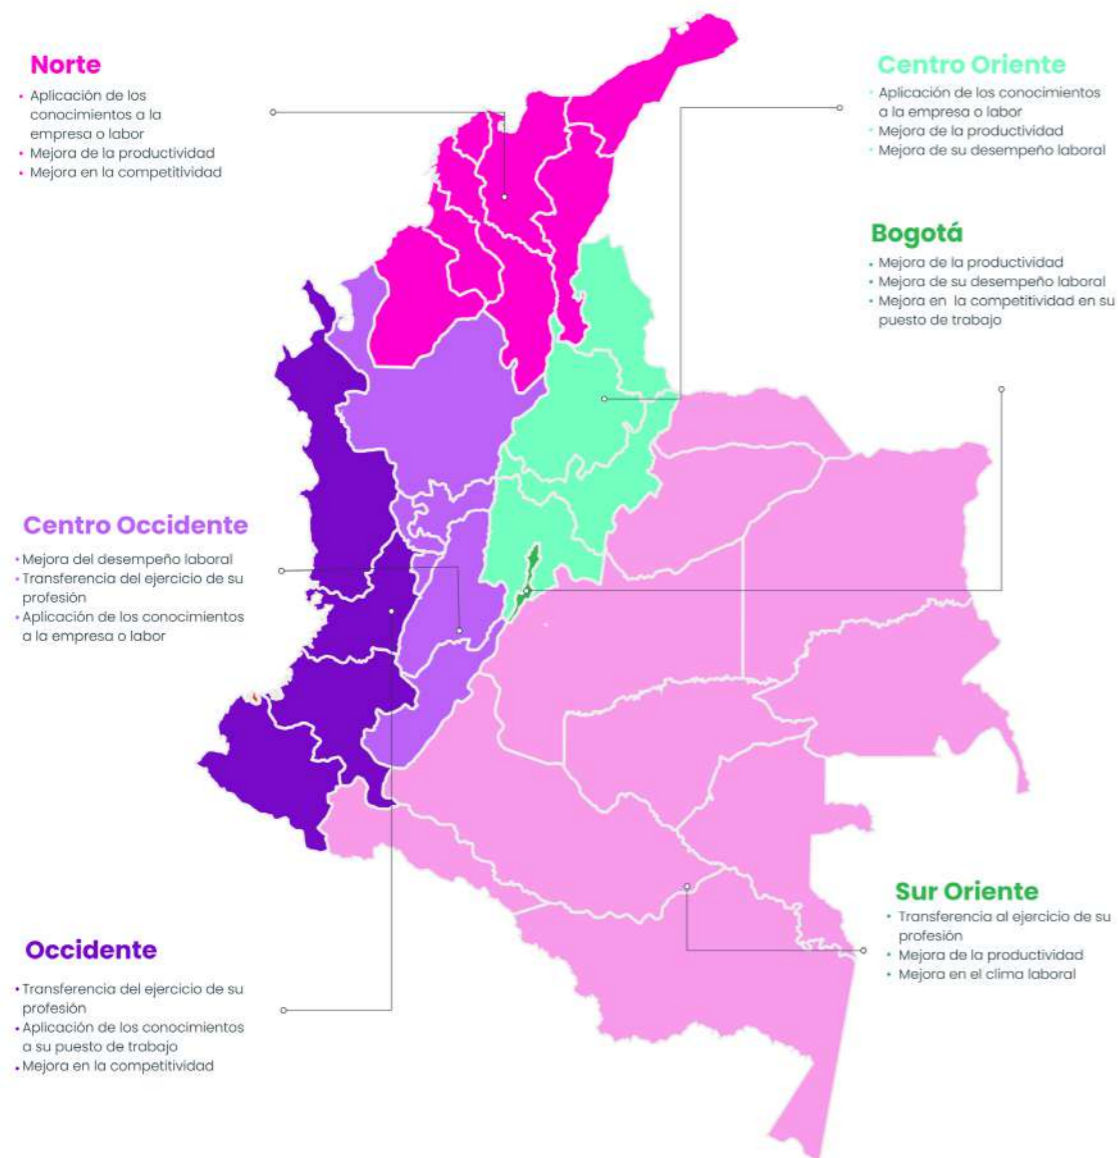 Norte
• Aplicación de los
conocimientos a la
empresa o labor
• Mejora de la productividad
• Mejora en la competitividad
Centro Oriente
• Aplicación de los conocimientos
a la empresa o labor
• Mejora de la productividad
• Mejora de su desempeño laboral
Bogotá
• Mejora de la productividad
• Mejora de su desempeño laboral
• Mejora en la competitividad en su
puesto de trabajo
Centro Occidente
• Mejora del desempeño laboral
• Transferencia del ejercicio de su
profesión
• Aplicación de los conocimientos
a la empresa o labor
Sur Oriente
• Transferencia al ejercicio de su
profesión
• Mejora de la productividad
• Mejora en el clima laboral
Occidente
• Transferencia del ejercicio de su
profesión
• Aplicación de los conocimientos
a su puesto de trabajo
• Mejora en la competitividad